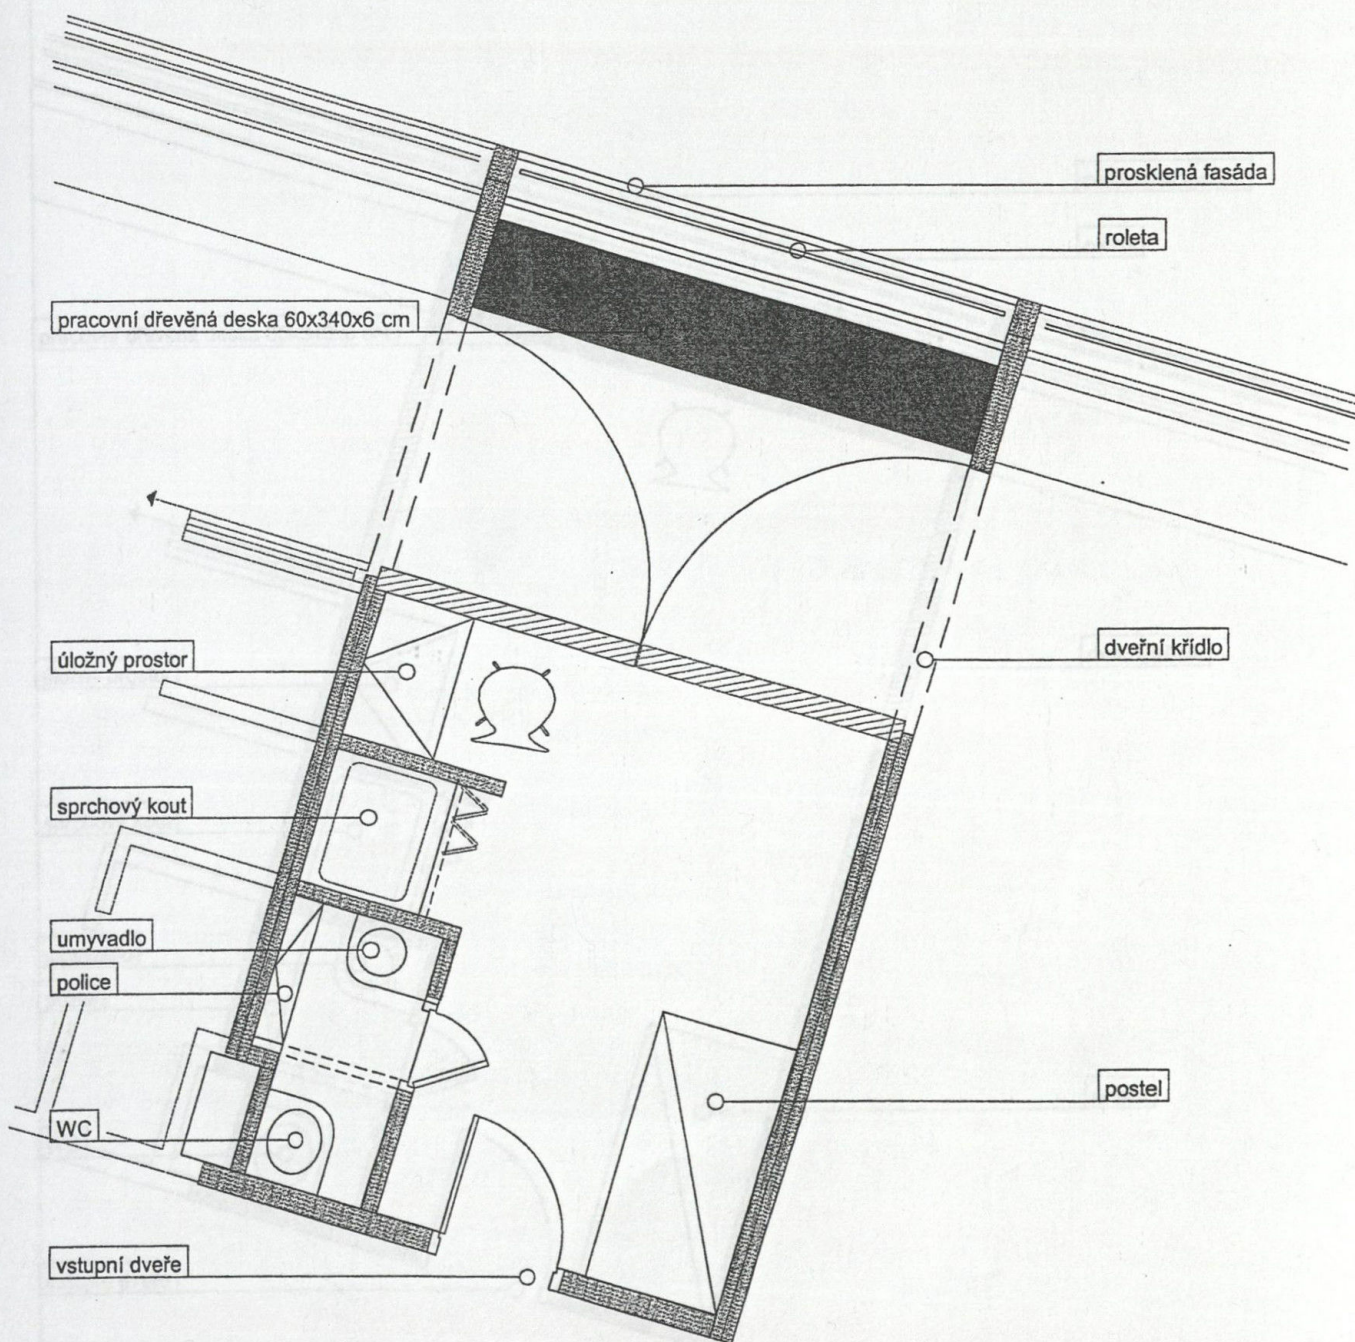 prosklená fasáda
roleta
pracovní dřevěná deska 60x340x6 cm
úložný prostor
dveřní křídlo
sprchový kout
umyvadlo
police
postel
WC
vstupní dveře